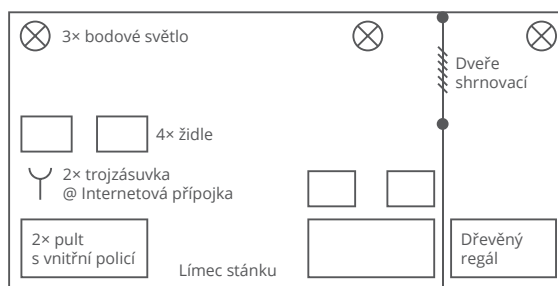 3× bodové světlo
Dveře
shrnovací
4× židle
2× trojzásuvka
@ Internetová přípojka
2× pult
s vnitřní policí
Límec stánku
Dřevěný
regál